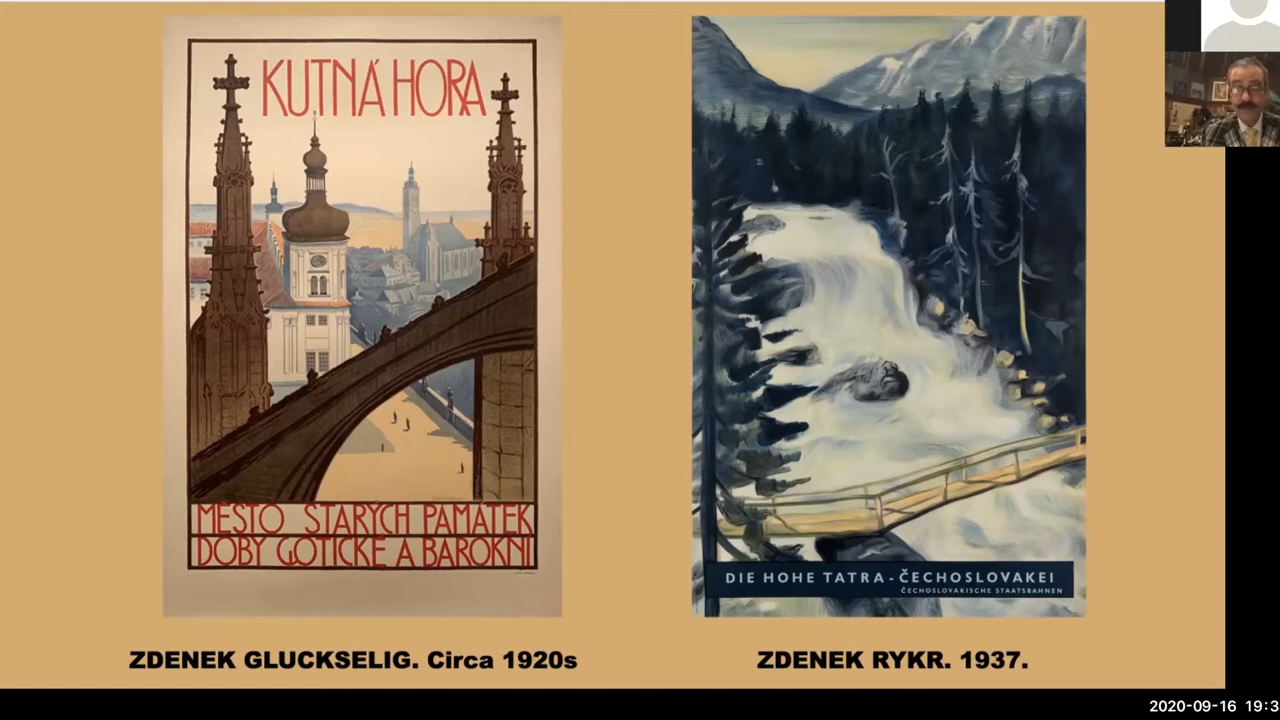 KUTNÁ HORA
MĚSTO STARÝCH PAMÁTEK
DOBY GOTICKÉ A BAROKNÍ
DIE HOHE TATRA - ČECHOSLOVAKEI
ČECHOSLOVAKISCHE STAATSBAHNEN
ZDENEK GLUCKSELIG. Circa 1920s
ZDENEK RYKR. 1937.
2020-09-16 19:3